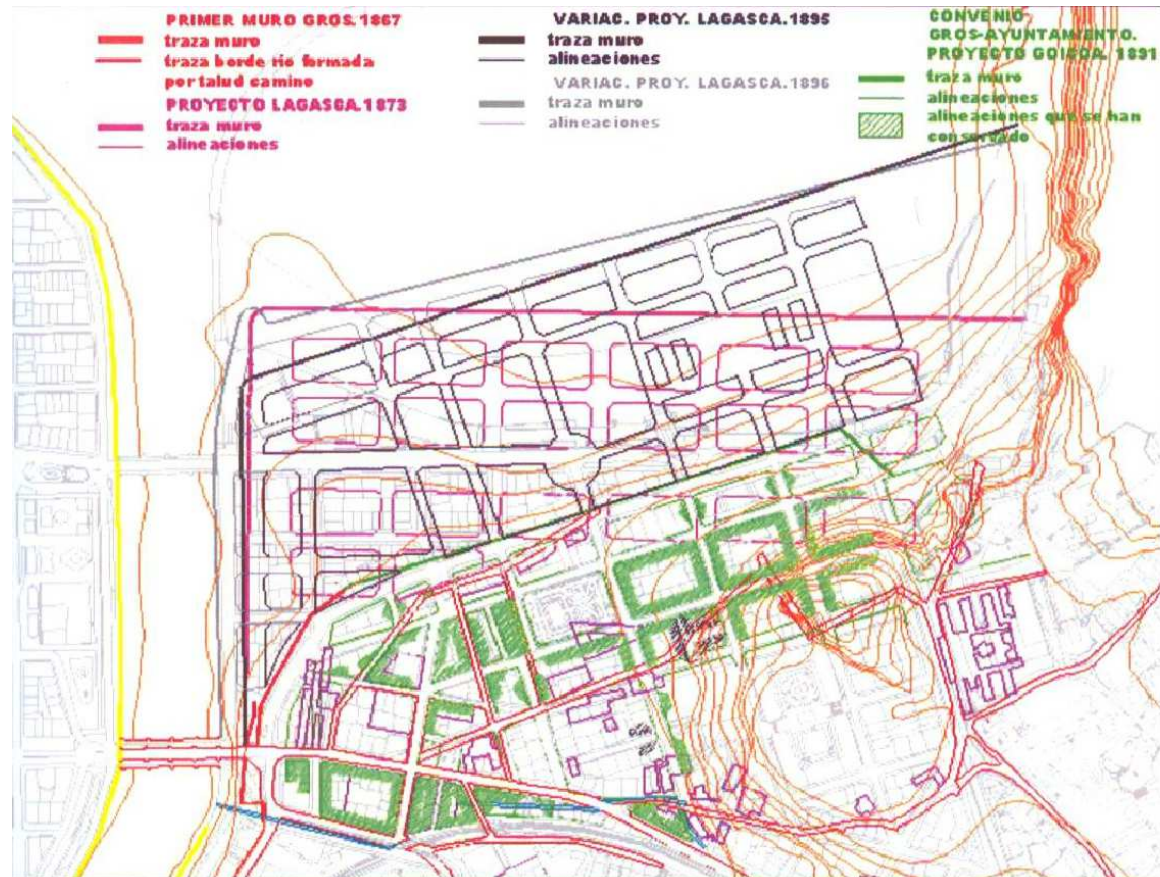 PRIMER MURO GROS. 1867
traza muro
traza borde rio formada
por talud camino
PROYECTO LAGASCA. 1873
traza muro
alineaciones
VARIAC. PROY. LAGASCA. 1895
traza muro
alineaciones
VARIAC. PROY. LAGASCA. 1896
traza muro
alineaciones
CONVENIO
GROS-AYUNTAMIENTO.
PROYECTO GOICOA. 1891
traza muro
alineaciones
alineaciones que se han
conservado